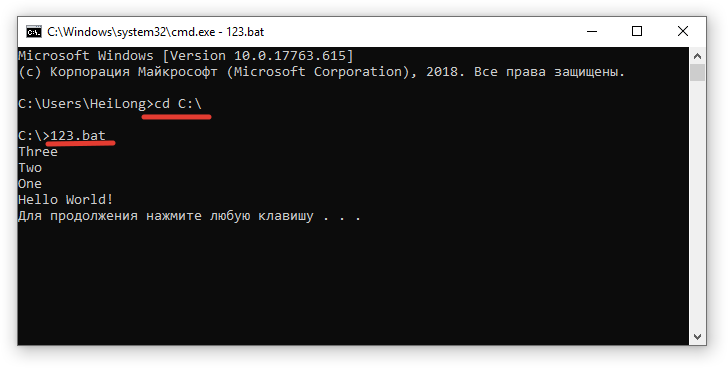 C:\Windows\system32\cmd.exe - 123.bat
Microsoft Windows [Version 10.0.17763.615]
(c) Корпорация Майкрософт (Microsoft Corporation), 2018. Все права защищены.
C:\Users\HeiLong>cd C:\
C:\>123.bat
Three
Two
One
Hello World!
Для продолжения нажмите любую клавишу . . .